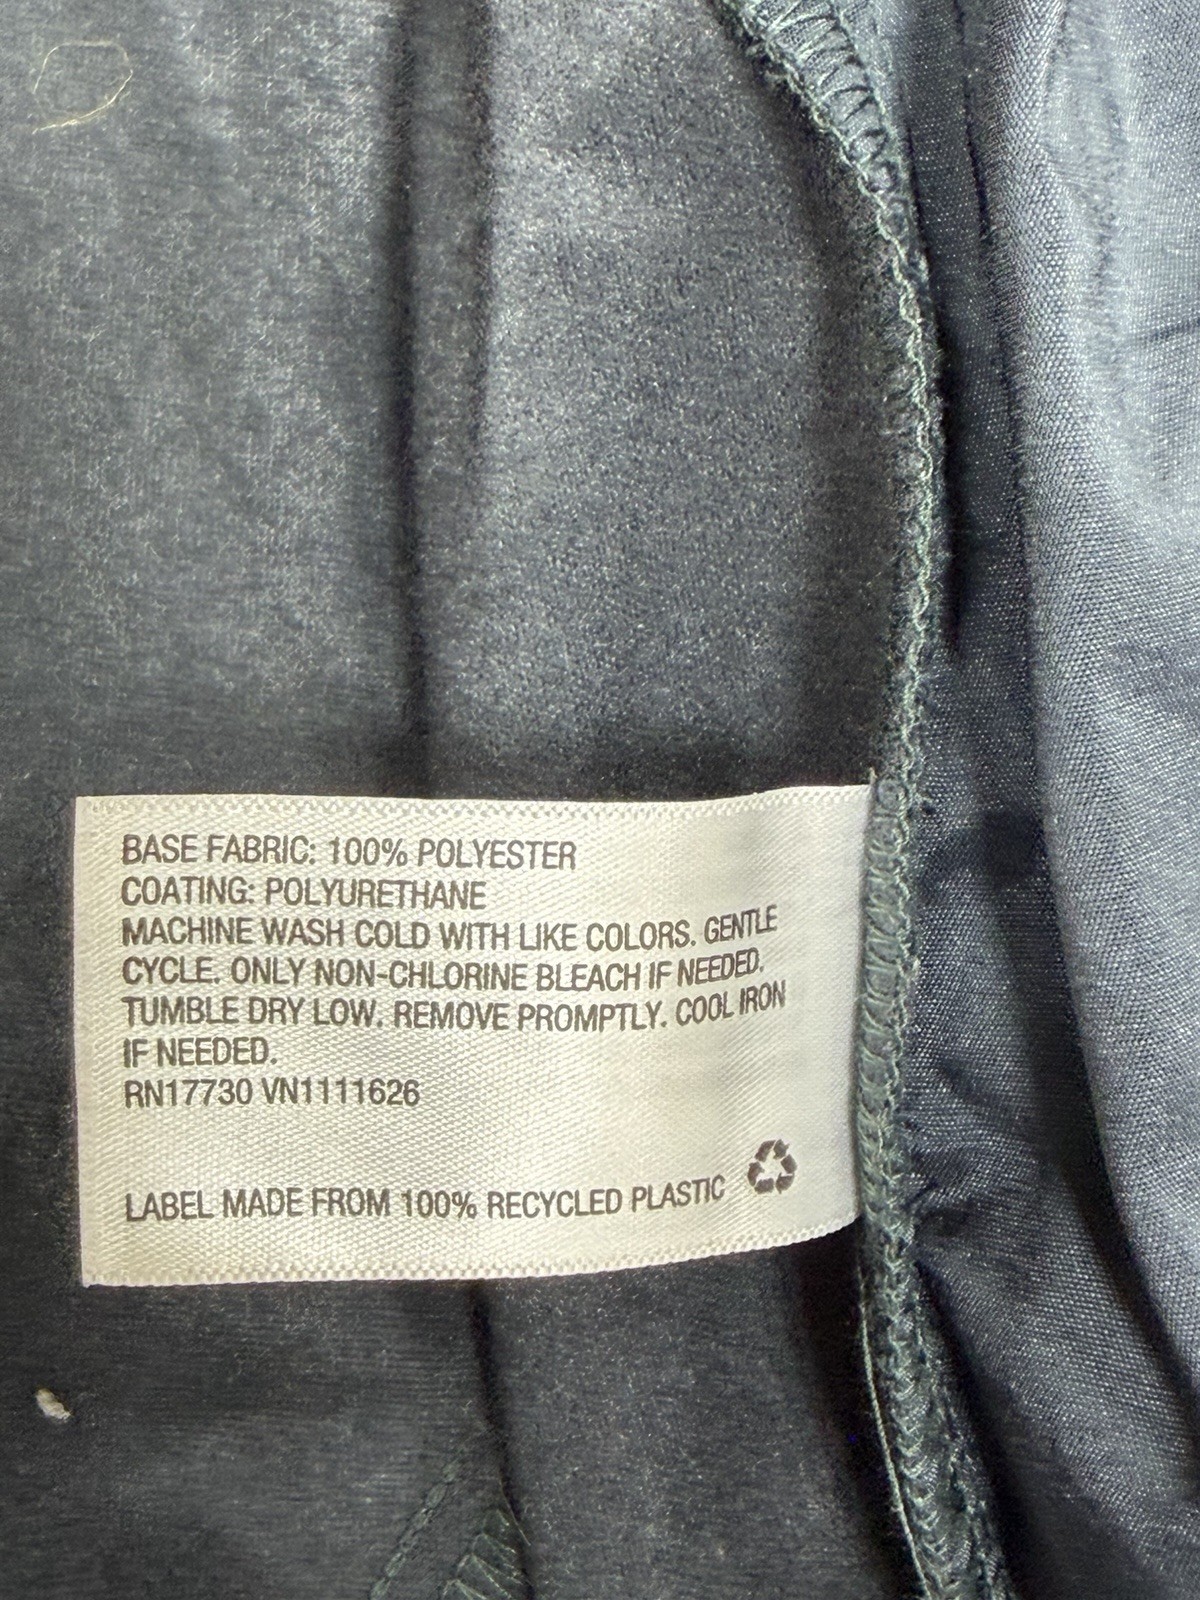 BASE FABRIC: 100% POLYESTER
COATING: POLYURETHANE
MACHINE WASH COLD WITH LIKE COLORS. GENTLE
CYCLE. ONLY NON-CHLORINE BLEACH IF NEEDED.
TUMBLE DRY LOW. REMOVE PROMPTLY. COOL IRON
IF NEEDED.
RN17730 VN1111626
LABEL MADE FROM 100% RECYCLED PLASTIC